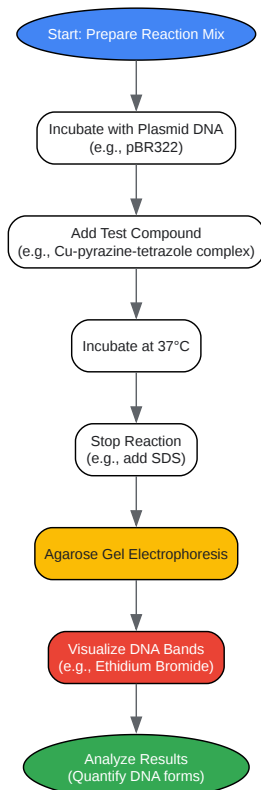 Start: Prepare Reaction Mix
Incubate with Plasmid DNA
(e.g., pBR322)
Add Test Compound
(e.g., Cu-pyrazine-tetrazole complex)
Incubate at 37°C
Stop Reaction
(e.g., add SDS)
Agarose Gel Electrophoresis
Visualize DNA Bands
(e.g., Ethidium Bromide)
Analyze Results
(Quantify DNA forms)